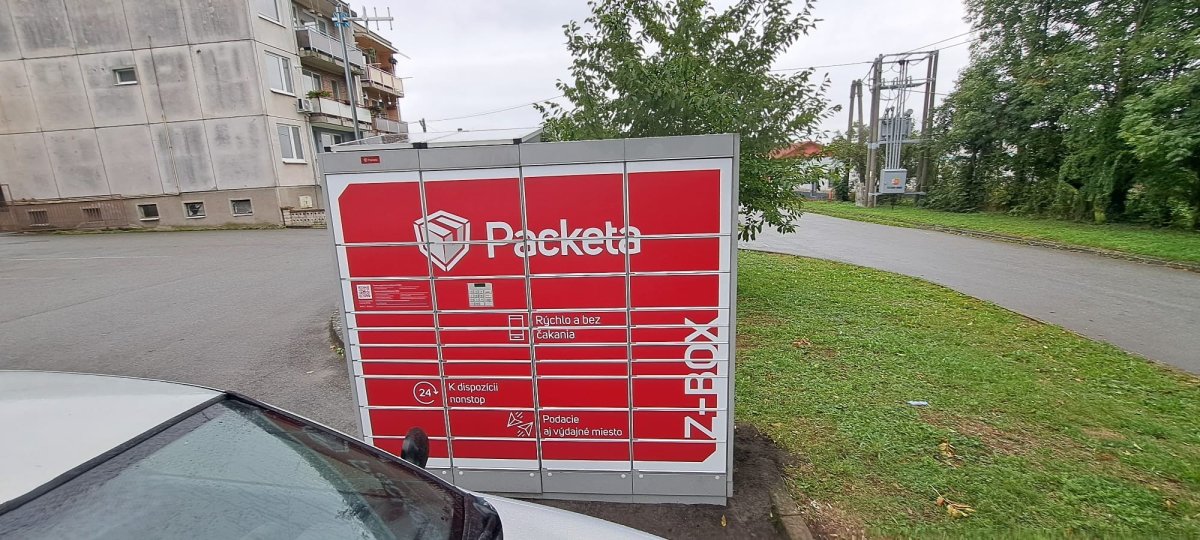 Packeta
Rýchlo a bez
čakania
24
K dispozícii
nonstop
Podacie
aj výdajné miesto
Z-BOX